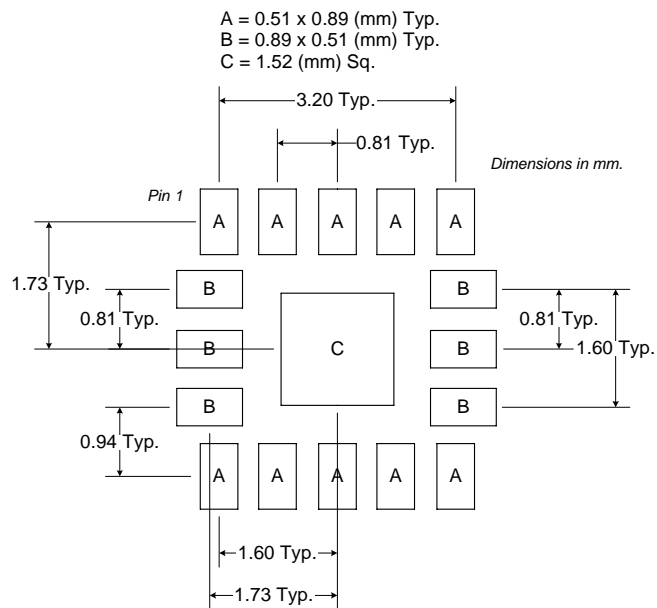 A = 0.51 x 0.89 (mm) Typ.
B = 0.89 x 0.51 (mm) Typ.
C = 1.52 (mm) Sq.
3.20 Typ.
0.81 Typ.
Dimensions in mm.
Pin 1
A A A A A
1.73 Typ.
B B
0.81 Typ. 0.81 Typ.
B C B
1.60 Typ.
B B
0.94 Typ.
A A A A A
1.60 Typ.
1.73 Typ.